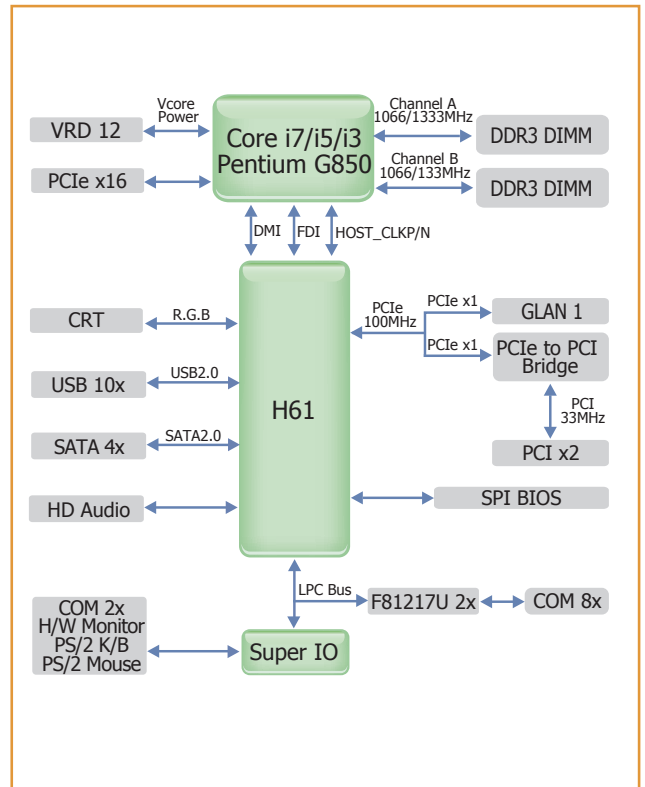 Vcore
Power
VRD 12
PCIe x16
Core i7/i5/i3
Pentium G850
Channel A
1066/1333MHz
DDR3 DIMM
Channel B
1066/133MHz
DDR3 DIMM
DMI
FDI
HOST_CLKP/N
CRT
R.G.B
USB 10x
USB2.0
SATA 4x
SATA2.0
HD Audio
H61
PCIe
100MHz
PCIe x1
GLAN 1
PCIe x1
PCIe to PCI
Bridge
PCI
33MHz
PCI x2
SPI BIOS
LPC Bus
F81217U 2x
COM 8x
COM 2x
H/W Monitor
PS/2 K/B
PS/2 Mouse
Super IO